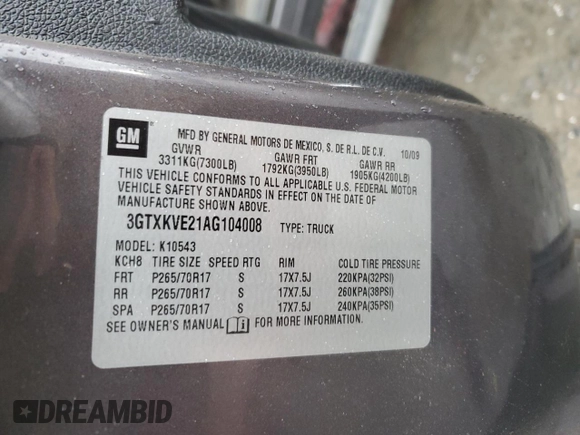 GM
MFD BY GENERAL MOTORS DE MEXICO, S. DE R.L. DE C.V. 10/09
GVWR GAWR FRT GAWR RR
3311KG(7300LB) 1792KG(3950LB) 1905KG(4200LB)
THIS VEHICLE CONFORMS TO ALL APPLICABLE U.S. FEDERAL MOTOR
VEHICLE SAFETY STANDARDS IN EFFECT ON THE DATE OF
MANUFACTURE SHOWN ABOVE.
3GTXKVE21AG104008 TYPE: TRUCK
MODEL: K10543
KCH8 TIRE SIZE SPEED RTG RIM COLD TIRE PRESSURE
FRT P265/70R17 S 17X7.5J 220KPA(32PSI)
RR P265/70R17 S 17X7.5J 260KPA(38PSI)
SPA P265/70R17 S 17X7.5J 240KPA(35PSI)
SEE OWNER'S MANUAL FOR MORE INFORMATION
DREAMBID